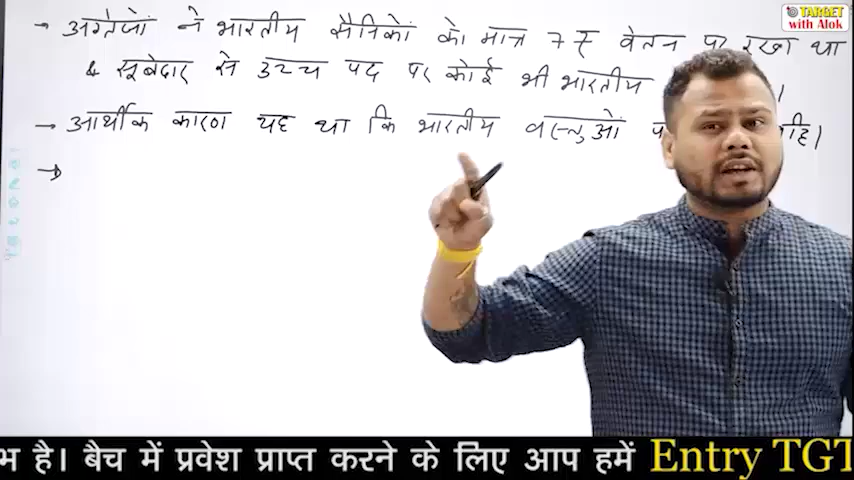 TARGET
with Alok
→ अंग्रेजों ने भारतीय सैनिकों को मात्र 7 ₹ वेतन पर रखा था
& सूबेदार से उच्च पद पर कोई भी भारतीय
→ आर्थीक कारण यह था कि भारतीय वस्तुओं
→
भ है। बैच में प्रवेश प्राप्त करने के लिए आप हमें Entry TGT